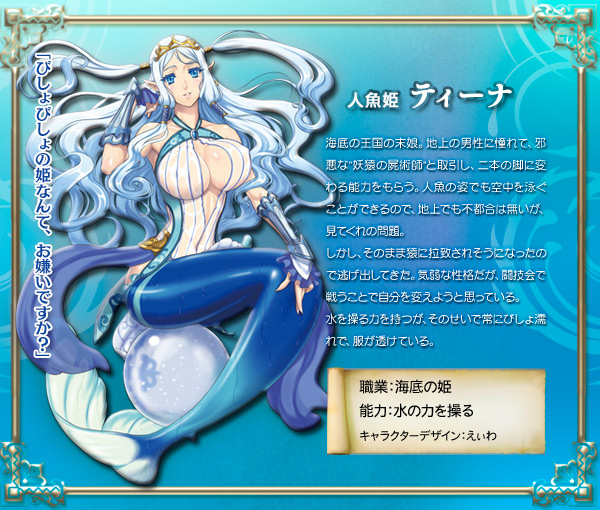 「びしょびしょの姫なんて、お嫌いですか?」
人魚姫 ティーナ
海底の王国の末娘。地上の男性に憧れて、邪
悪な"妖猿の屍術師"と取引し、二本の脚に変
わる能力をもらう。人魚の姿でも空中を泳ぐ
ことができるので、地上でも不都合は無いが、
見てくれの問題。
しかし、そのまま猿に拉致されそうになったの
で逃げ出してきた。気弱な性格だが、闘技会で
戦うことで自分を変えようと思っている。
水を操る力を持つが、そのせいで常にびしょ濡
れで、服が透けている。
職業：海底の姫
能力：水の力を操る
キャラクターデザイン：えぃわ